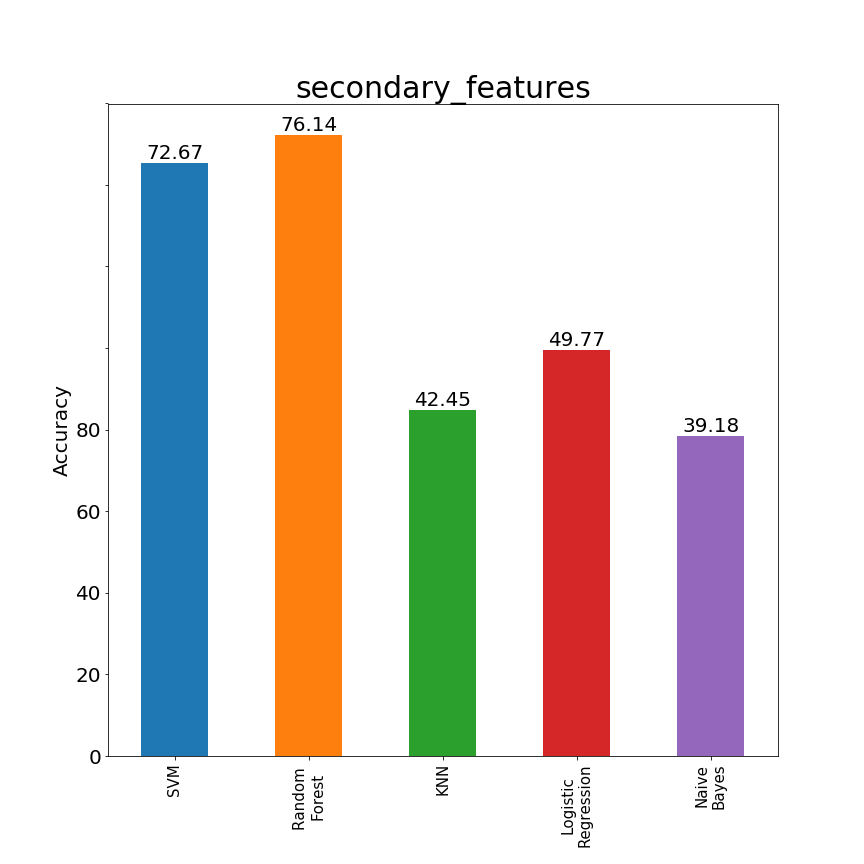 secondary_features
76.14
72.67
49.77
42.45
39.18
Accuracy
80
60
40
20
0
SVM
Random
Forest
KNN
Logistic
Regression
Naive
Bayes